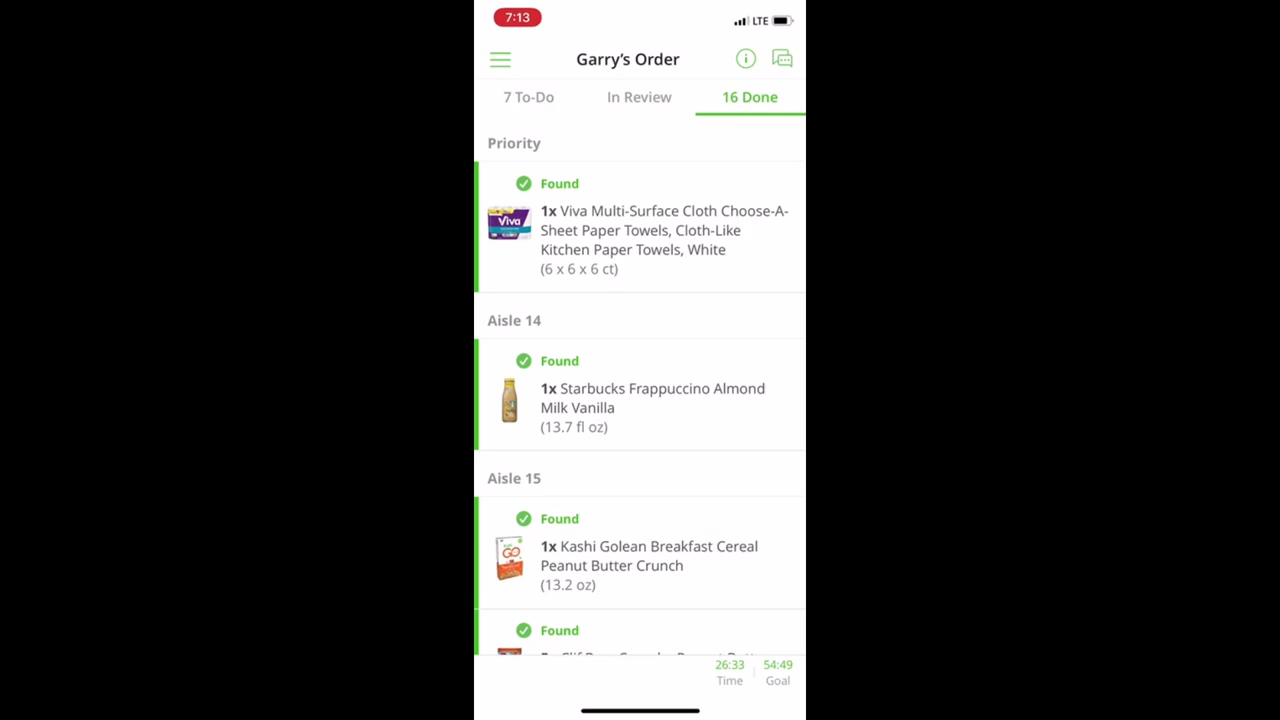 7:13
LTE
Garry's Order
7 To-Do
In Review
16 Done
Priority
Found
1x Viva Multi-Surface Cloth Choose-A-
Sheet Paper Towels, Cloth-Like
Kitchen Paper Towels, White
(6 x 6 x 6 ct)
Viva
Aisle 14
Found
1x Starbucks Frappuccino Almond
Milk Vanilla
(13.7 fl oz)
Aisle 15
Found
1x Kashi Golean Breakfast Cereal
Peanut Butter Crunch
(13.2 oz)
GO
Found
26:33
Time
54:49
Goal